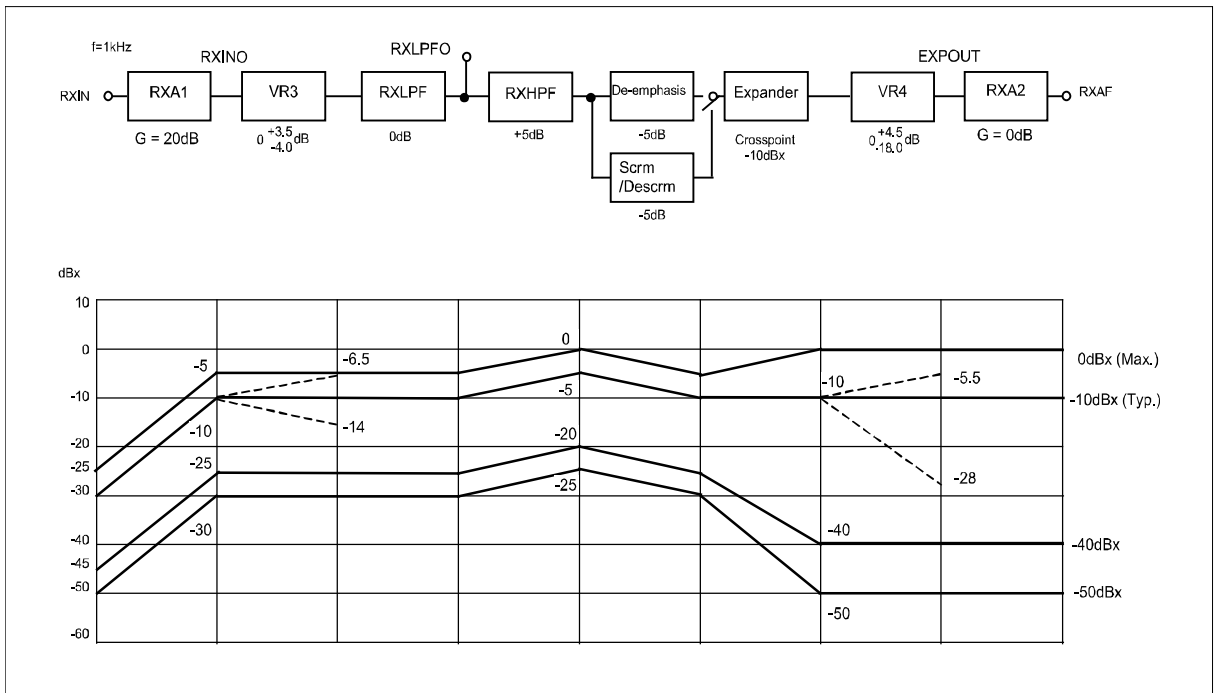 f=1kHz
RXINO
RXLPFO
EXPOUT
RXIN
RXA1
VR3
RXLPF
RXHPF
De-emphasis
Expander
VR4
RXA2
RXAF
G = 20dB
0 +3.5 -4.0 dB
0dB
+5dB
-5dB
Crosspoint
-10dBx
0 +4.5 -18.0 dB
G = 0dB
Scrm
/Descrm
-5dB
dBx
10
0
-10
-20
-25
-30
-40
-45
-50
-60
-5
-6.5
0
0dBx (Max.)
-10
-14
-5
-10
-5.5
-10dBx (Typ.)
-25
-20
-28
-30
-25
-40
-40dBx
-50
-50dBx